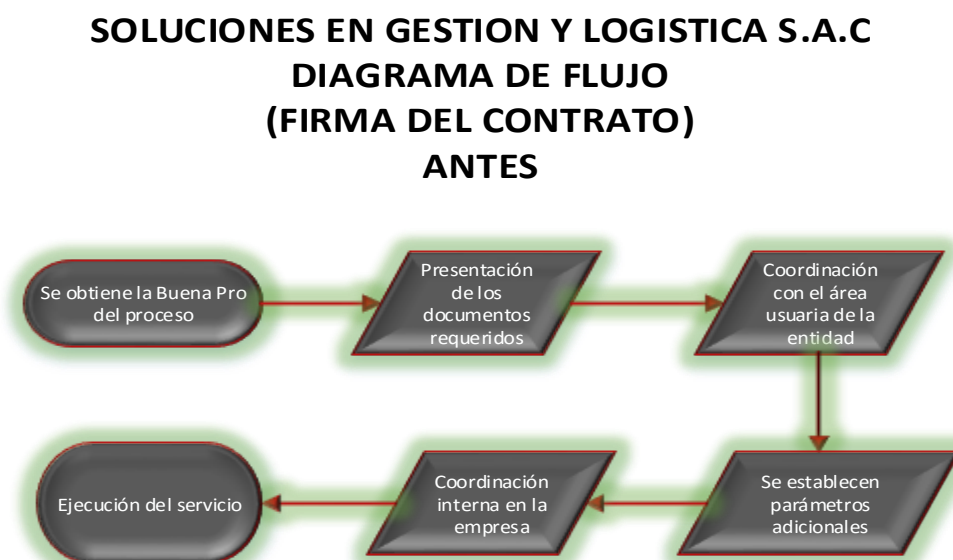 SOLUCIONES EN GESTION Y LOGISTICA S.A.C
DIAGRAMA DE FLUJO
(FIRMA DEL CONTRATO)
ANTES
Se obtiene la Buena Pro
del proceso
Presentación
de los
documentos
requeridos
Coordinación
con el área
usuaria de la
entidad
Se establecen
parámetros
adicionales
Coordinación
interna en la
empresa
Ejecución del servicio